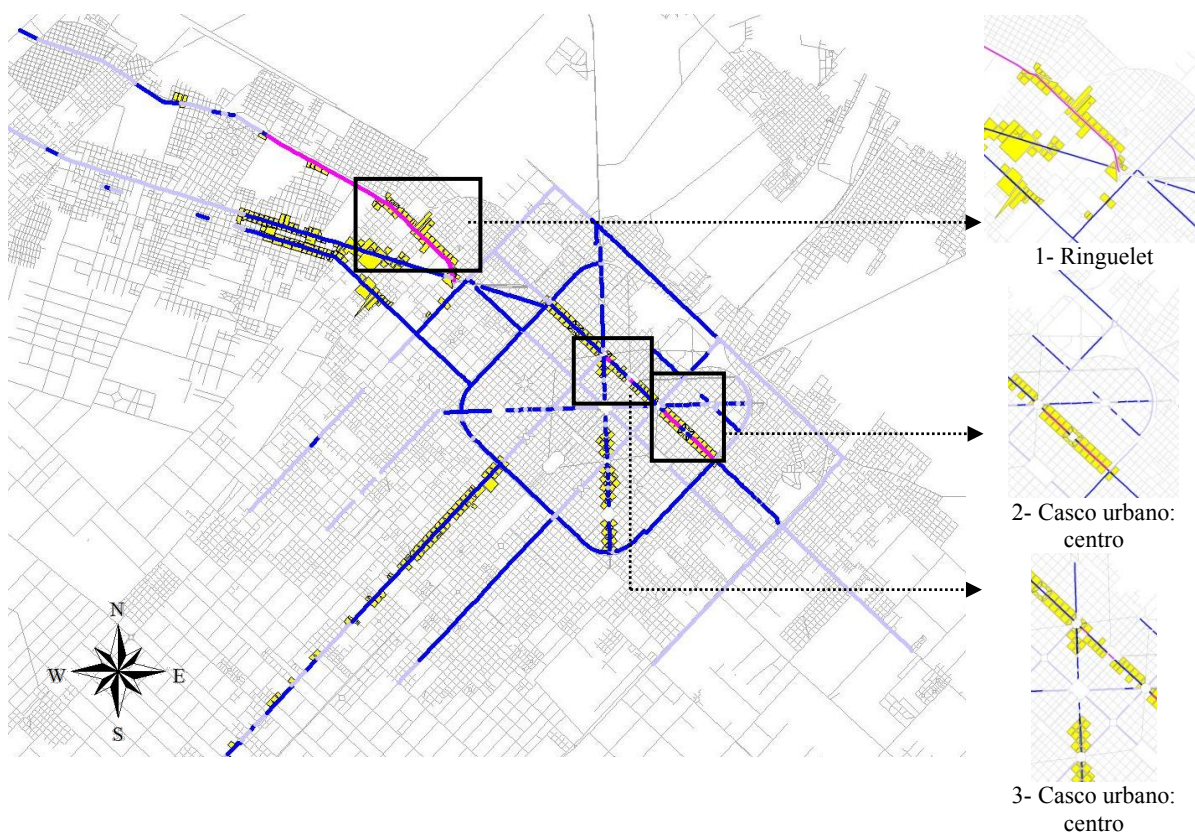 1- Ringuelet
2- Casco urbano:
centro
3- Casco urbano:
centro
N
W
E
S